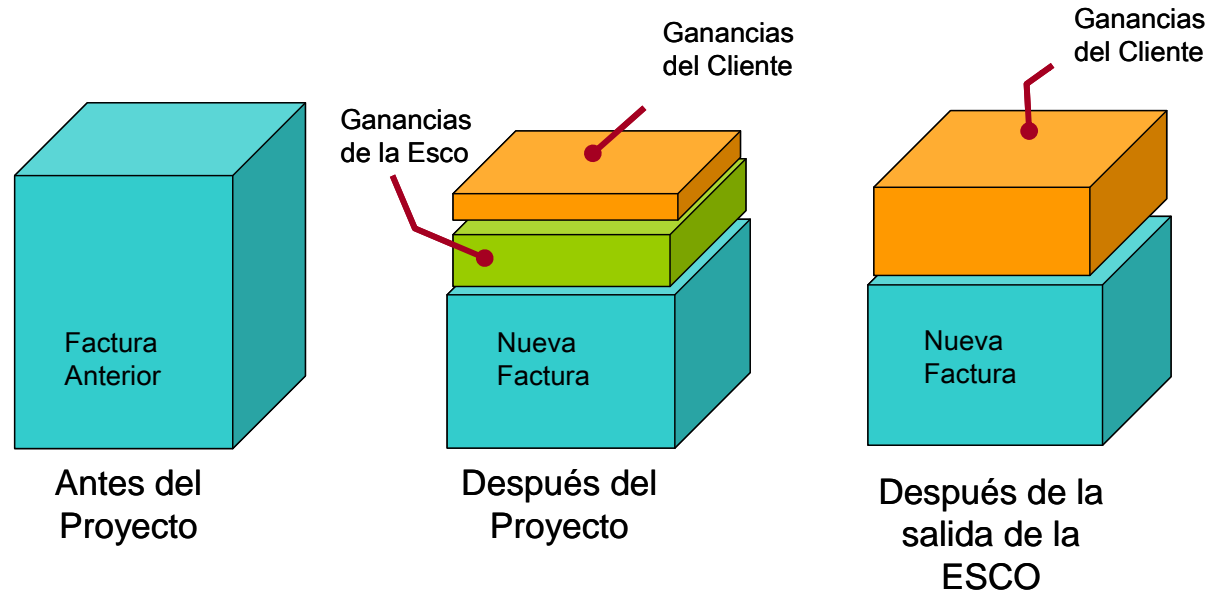 Ganancias
del Cliente
Ganancias
de la Esco
Ganancias
del Cliente
Factura
Anterior
Nueva
Factura
Nueva
Factura
Antes del
Proyecto
Después del
Proyecto
Después de la
salida de la
ESCO